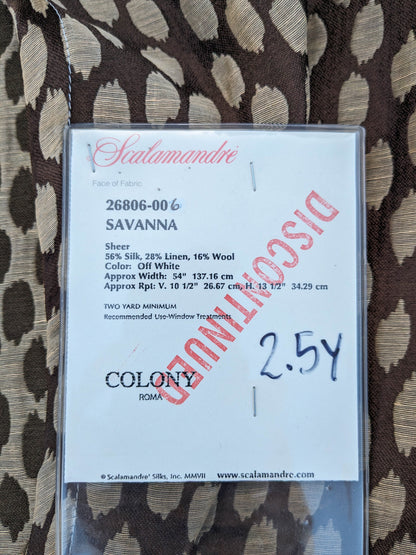 Scalamandré
Face of Fabric
26806-006
SAVANNA
Sheer
56% Silk, 28% Linen, 16% Wool
Color: Off White
Approx Width: 54" 137.16 cm
Approx Rpt: V. 10 1/2" 26.67 cm, H. 13 1/2" 34.29 cm
TWO YARD MINIMUM
Recommended Use-Window Treatments
DISCONTINUED
2.5Y
COLONY
ROMA
© Scalamandre' Silks, Inc. MMVII www.scalamandre.com